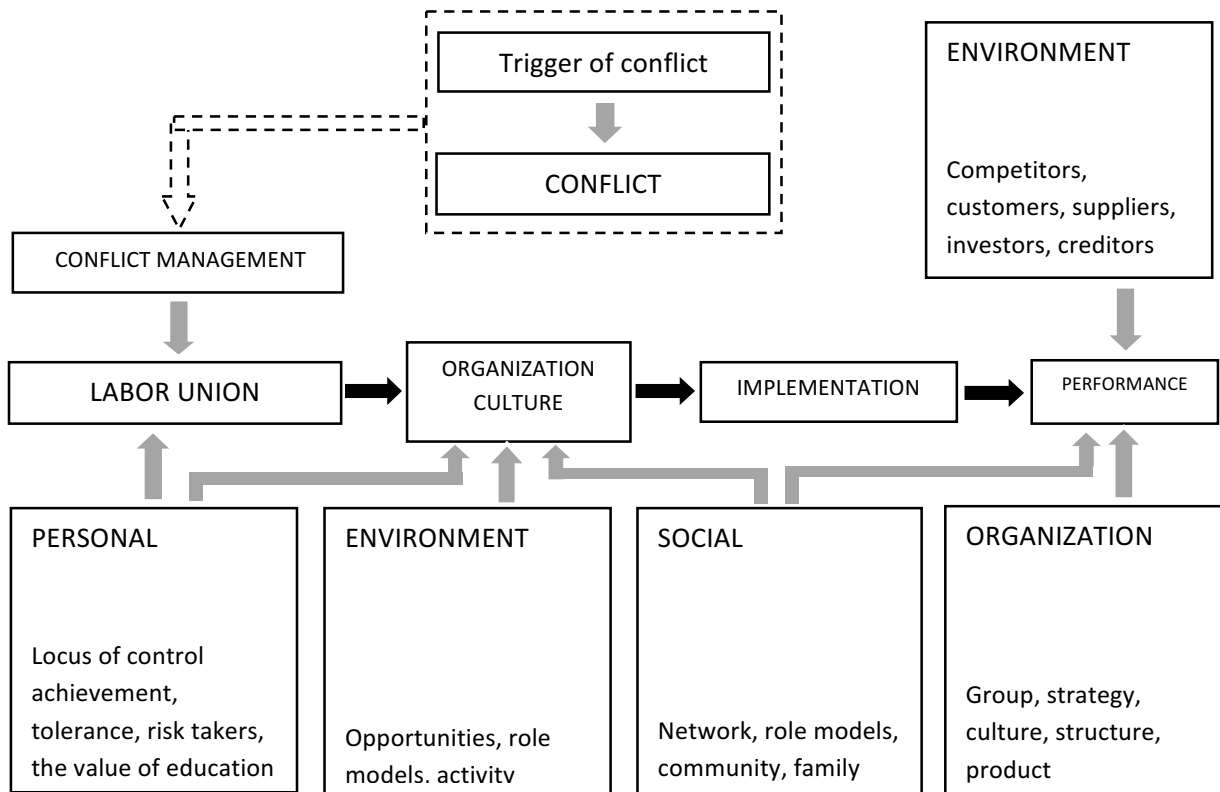 Trigger of conflict
CONFLICT
ENVIRONMENT
Competitors,
customers, suppliers,
investors, creditors
CONFLICT MANAGEMENT
LABOR UNION
ORGANIZATION
CULTURE
IMPLEMENTATION
PERFORMANCE
PERSONAL
Locus of control
achievement,
tolerance, risk takers,
the value of education
ENVIRONMENT
Opportunities, role
models, activity
SOCIAL
Network, role models,
community, family
ORGANIZATION
Group, strategy,
culture, structure,
product